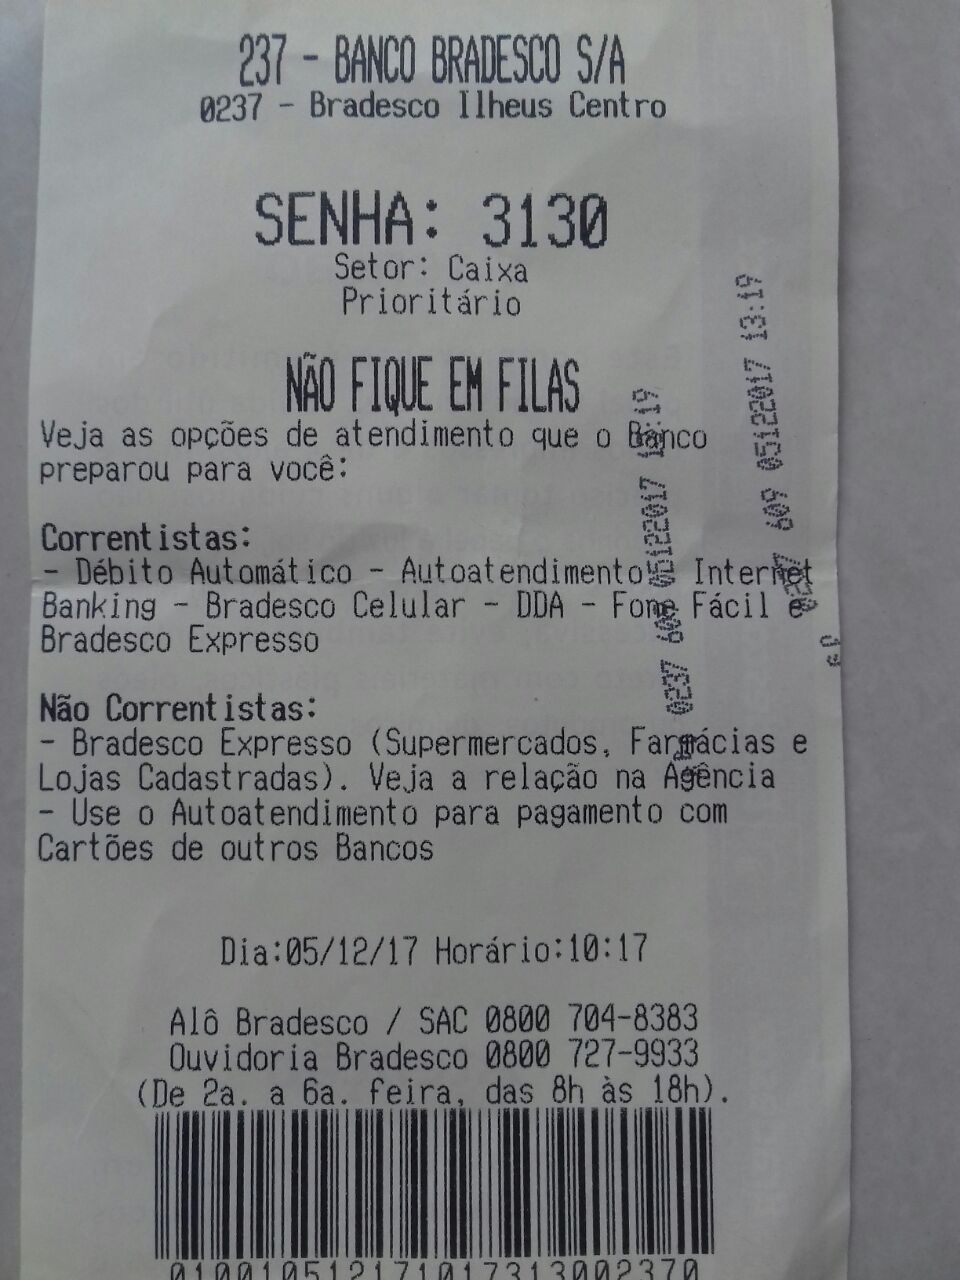 237 - BANCO BRADESCO S/A
0237 - Bradesco Ilheus Centro
SENHA: 3130
Setor: Caixa
Prioritário
NÃO FIQUE EM FILAS
Veja as opções de atendimento que o Banco
preparou para você:
Correntistas:
- Débito Automático - Autoatendimento - Internet
Banking - Bradesco Celular - DDA - Fone Fácil e
Bradesco Expresso
Não Correntistas:
- Bradesco Expresso (Supermercados, Farmácias e
Lojas Cadastradas). Veja a relação na Agência
- Use o Autoatendimento para pagamento com
Cartões de outros Bancos
Dia:05/12/17 Horário:10:17
Alô Bradesco / SAC 0800 704-8383
Ouvidoria Bradesco 0800 727-9933
(De 2a. a 6a. feira, das 8h às 18h).
010010512171017313002370
0237 609 05122017 13:19
0237 609 05122017 13:19